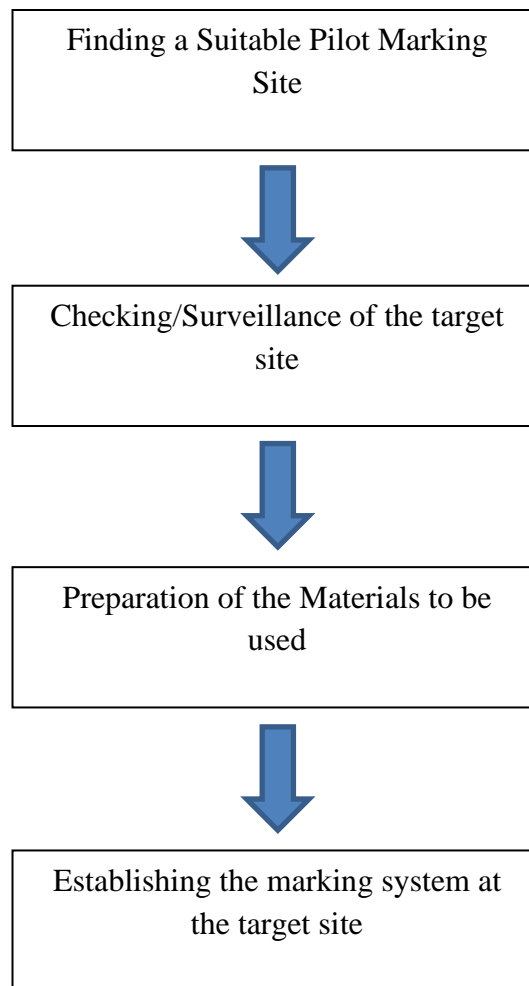 Finding a Suitable Pilot Marking
Site
Checking/Surveillance of the target
site
Preparation of the Materials to be
used
Establishing the marking system at
the target site